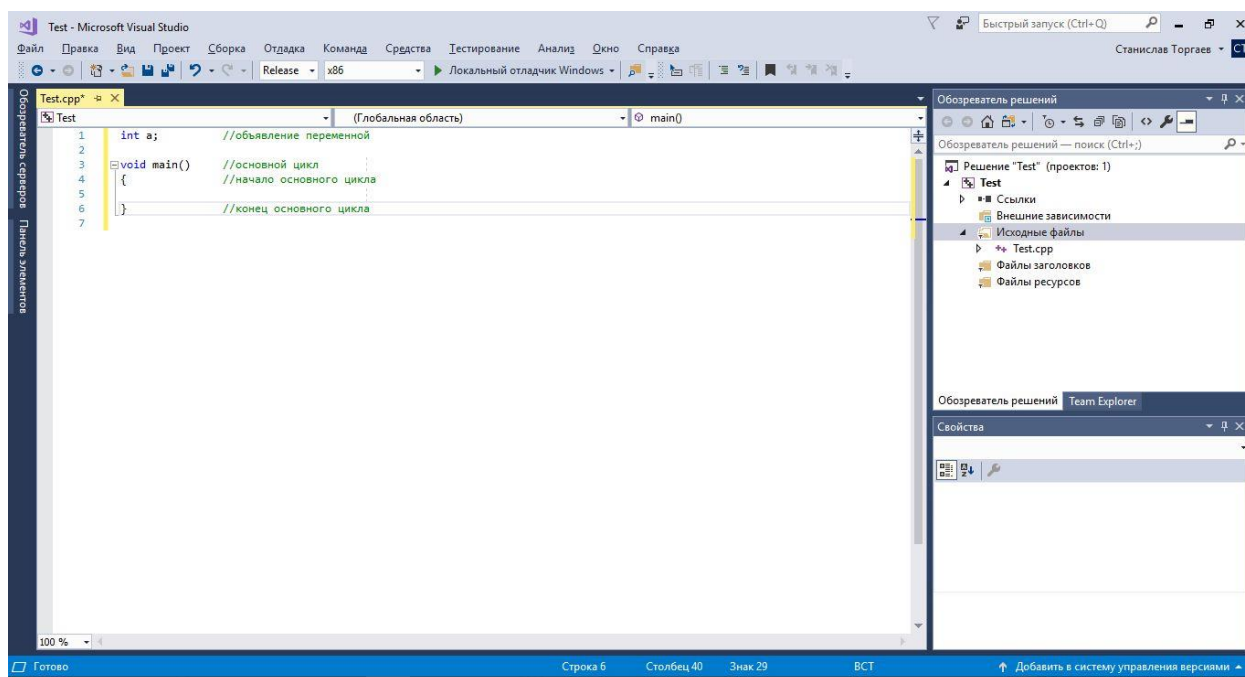 Test - Microsoft Visual Studio
Быстрый запуск (Ctrl+Q)
Файл Правка Вид Проект Сборка Отладка Команда Средства Тестирование Анализ Окно Справка
Станислав Торгаев
СТ
Release x86 Локальный отладчик Windows
Обозреватель серверов
Панель элементов
Test.cpp*
Test (Глобальная область) main()
1 int a; //объявление переменной
2
3 void main() //основной цикл
4 { //начало основного цикла
5
6 } //конец основного цикла
7
100 %
Обозреватель решений
Обозреватель решений — поиск (Ctrl+;)
Решение "Test" (проектов: 1)
Test
Ссылки
Внешние зависимости
Исходные файлы
Test.cpp
Файлы заголовков
Файлы ресурсов
Обозреватель решений Team Explorer
Свойства
Готово Строка 6 Столбец 40 Знак 29 ВСТ Добавить в систему управления версиями